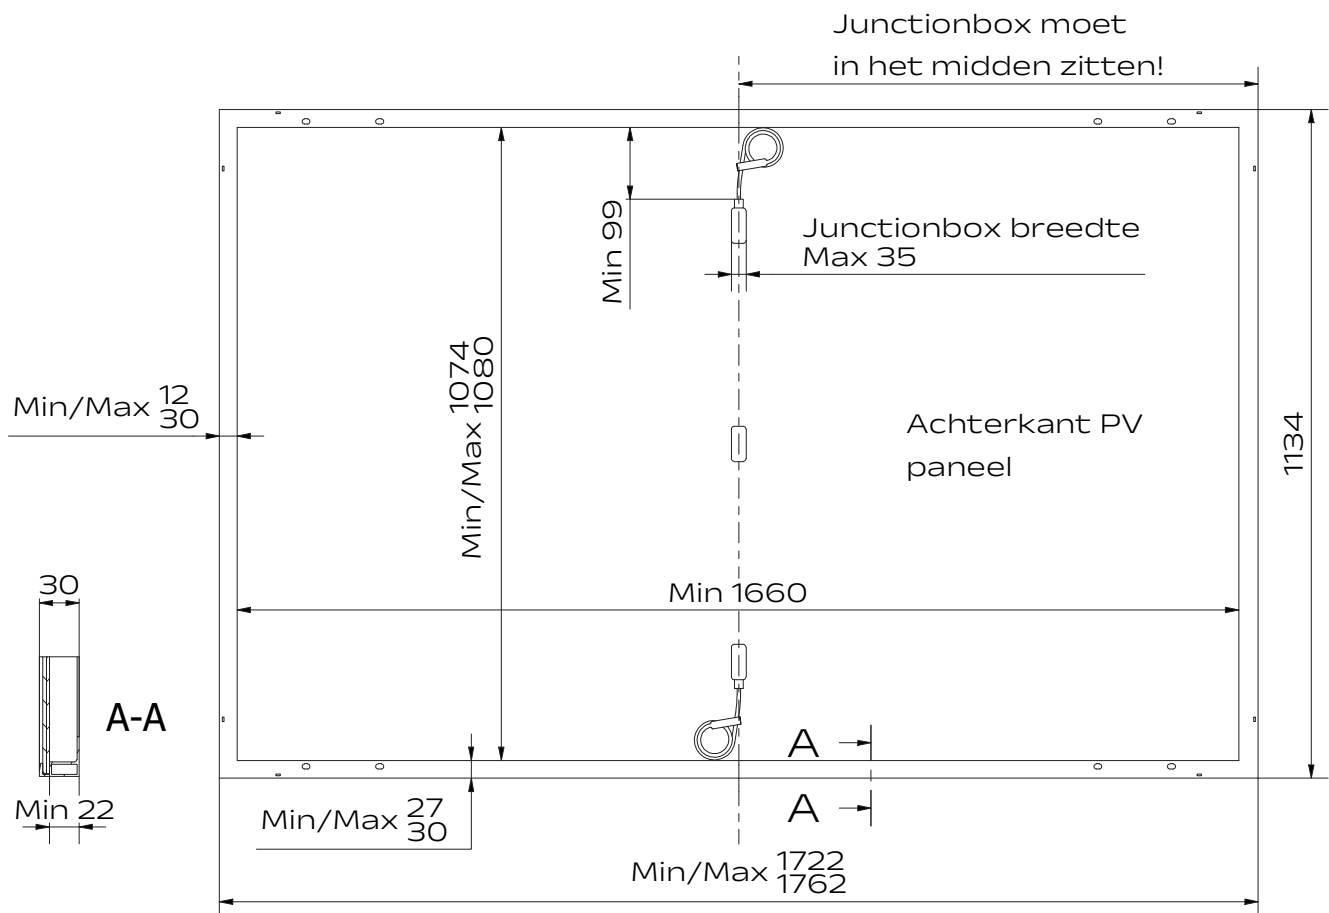 Junctionbox moet
in het midden zitten!
Min 99
Junctionbox breedte
Max 35
Min/Max 1074
1080
Min/Max 12
30
Achterkant PV
paneel
1134
Min 1660
30
A-A
Min 22
A
A
Min/Max 27
30
Min/Max 1722
1762